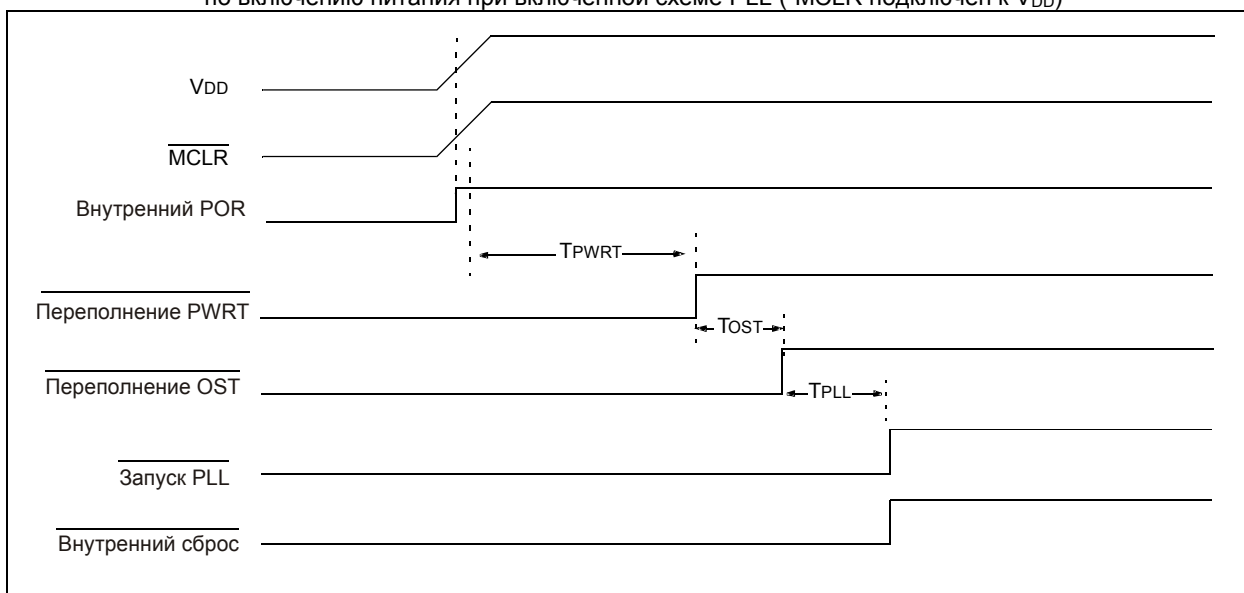 по включению питания при включенной схеме PLL (-MCLR подключен к VDD)
VDD
MCLR
Внутренний POR
TPWRT
Переполнение PWRT
TOST
Переполнение OST
TPLL
Запуск PLL
Внутренний сброс